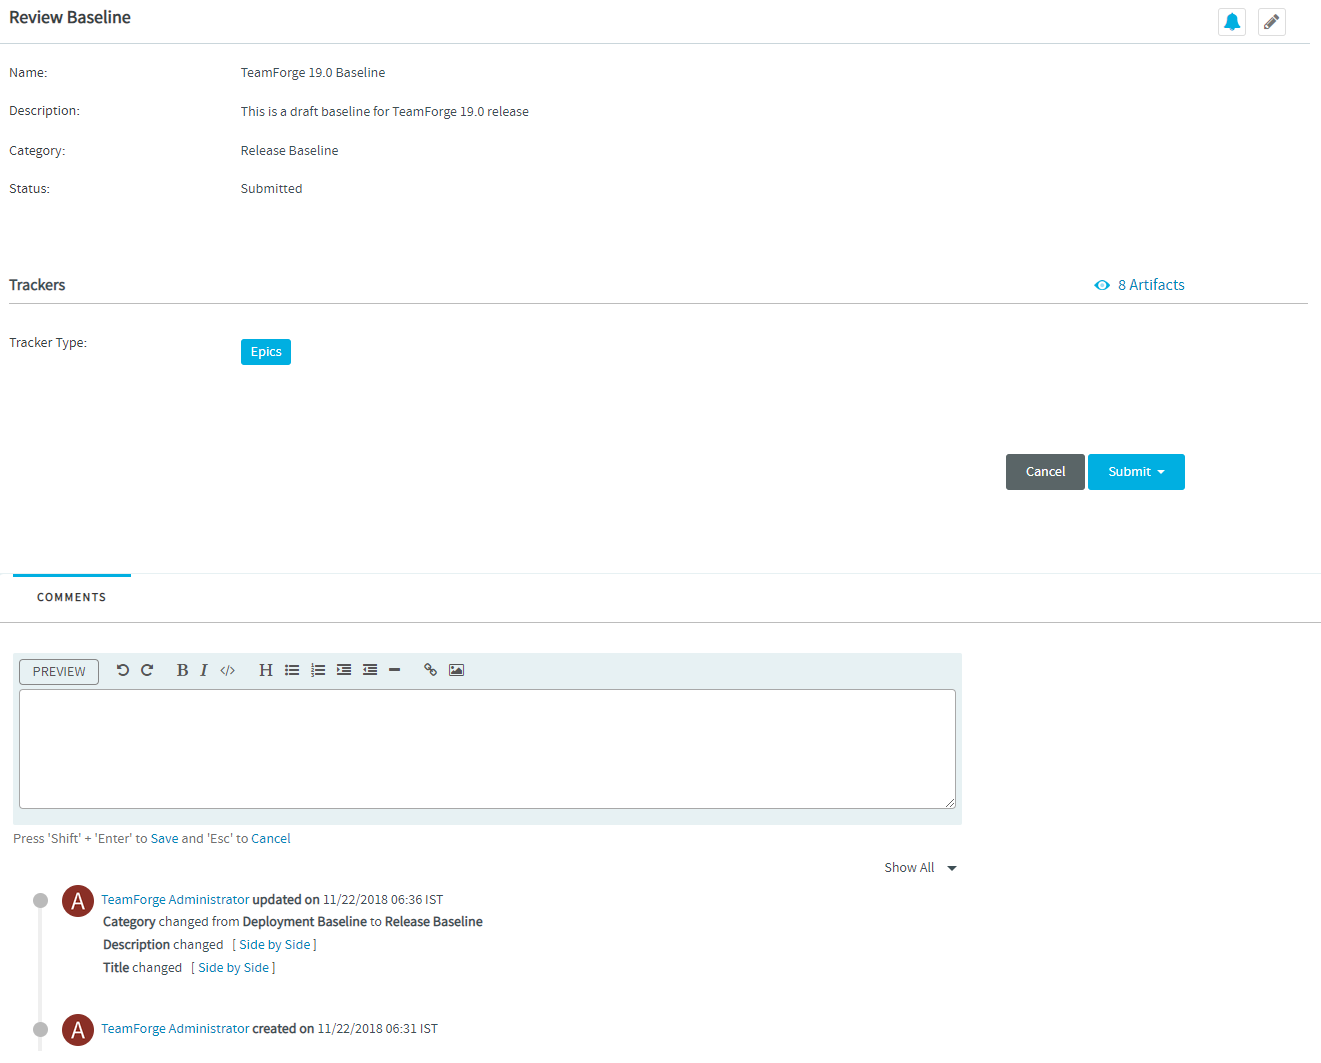 Review Baseline
Name: TeamForge 19.0 Baseline
Description: This is a draft baseline for TeamForge 19.0 release
Category: Release Baseline
Status: Submitted
Trackers 8 Artifacts
Tracker Type: Epics
Cancel Submit
COMMENTS
PREVIEW B I </> H
Press 'Shift' + 'Enter' to Save and 'Esc' to Cancel
Show All
A TeamForge Administrator updated on 11/22/2018 06:36 IST
Category changed from Deployment Baseline to Release Baseline
Description changed [ Side by Side ]
Title changed [ Side by Side ]
A TeamForge Administrator created on 11/22/2018 06:31 IST